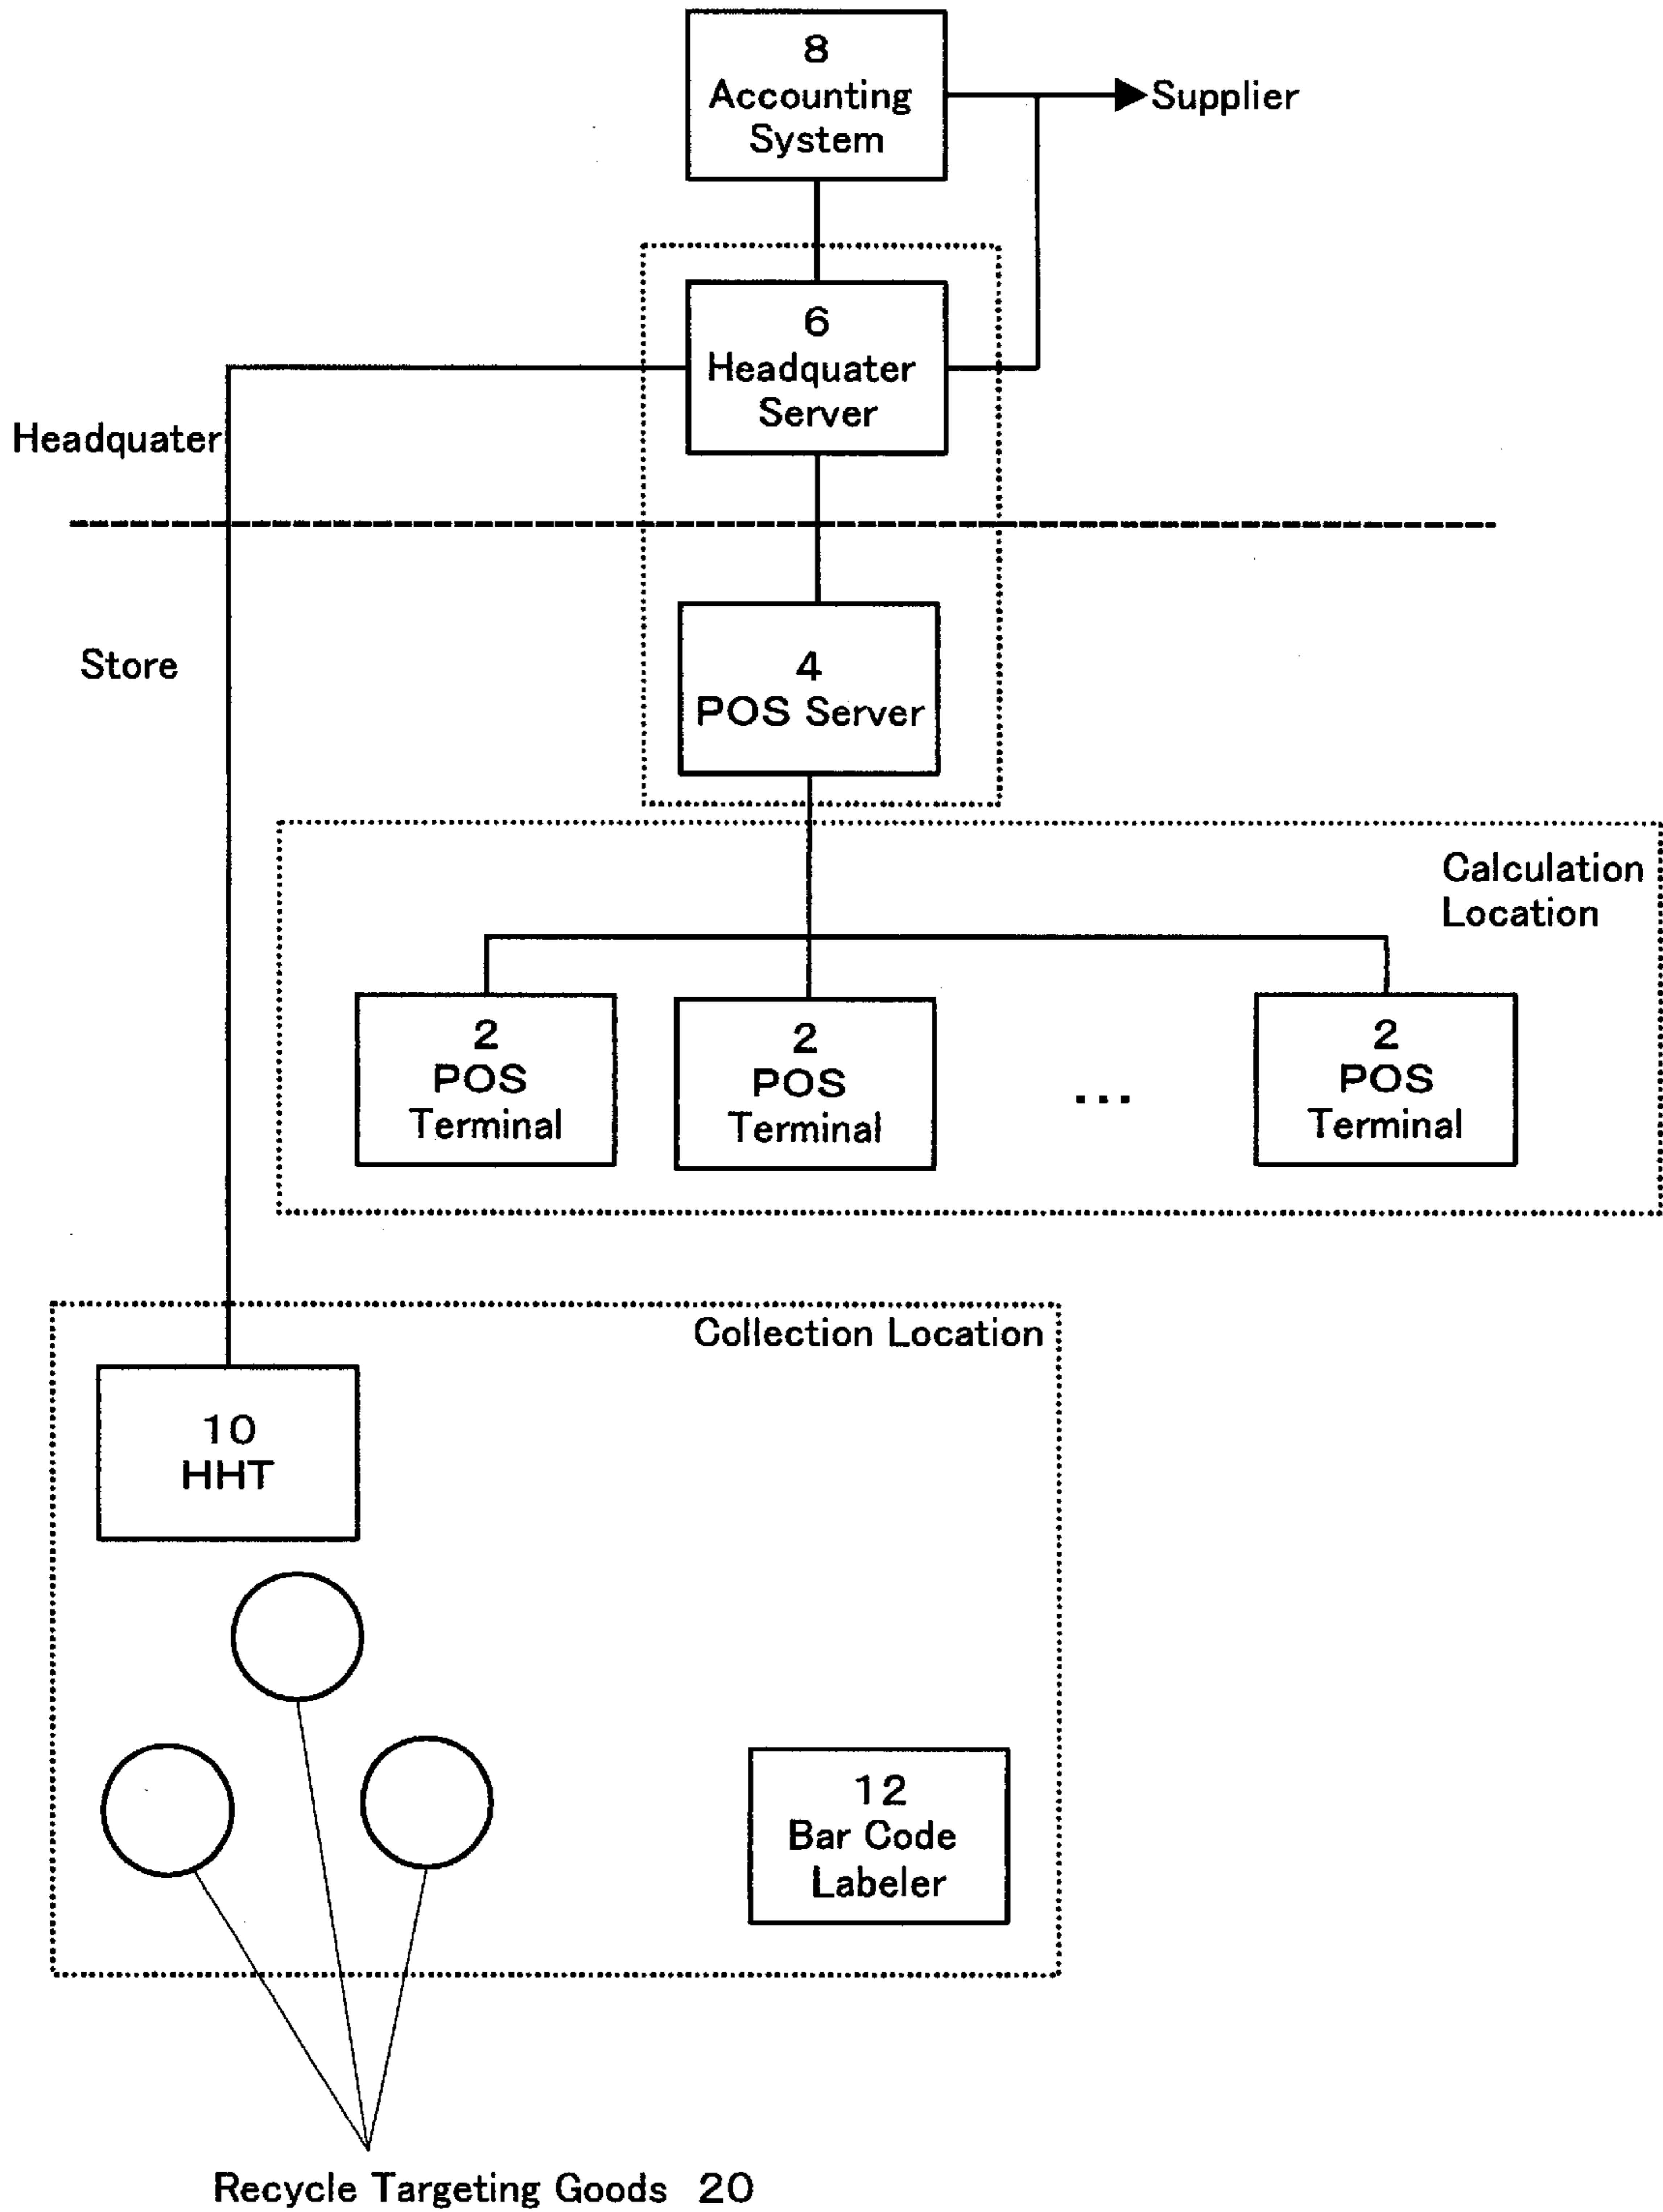 8
Accounting
System
Supplier
6
Headquater
Server
Headquater
Store
4
POS Server
Calculation
Location
2
POS
Terminal
2
POS
Terminal
...
2
POS
Terminal
Collection Location
10
HHT
12
Bar Code
Labeler
Recycle Targeting Goods 20